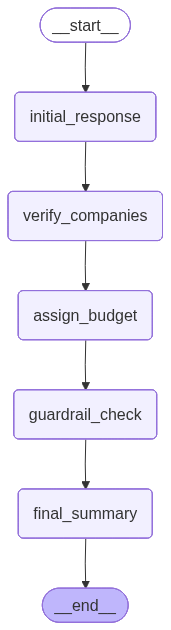 __start__
initial_response
verify_companies
assign_budget
guardrail_check
final_summary
__end__